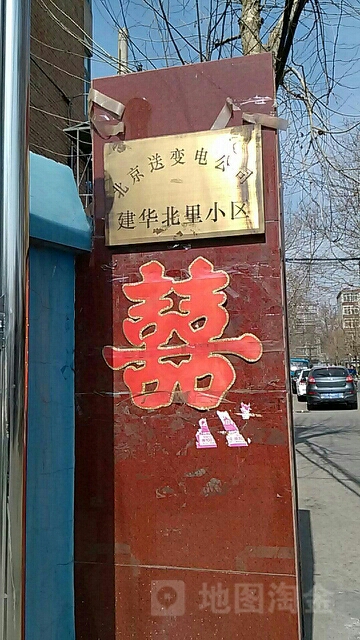 北京送变电公司
建华北里小区
囍
地图淘金